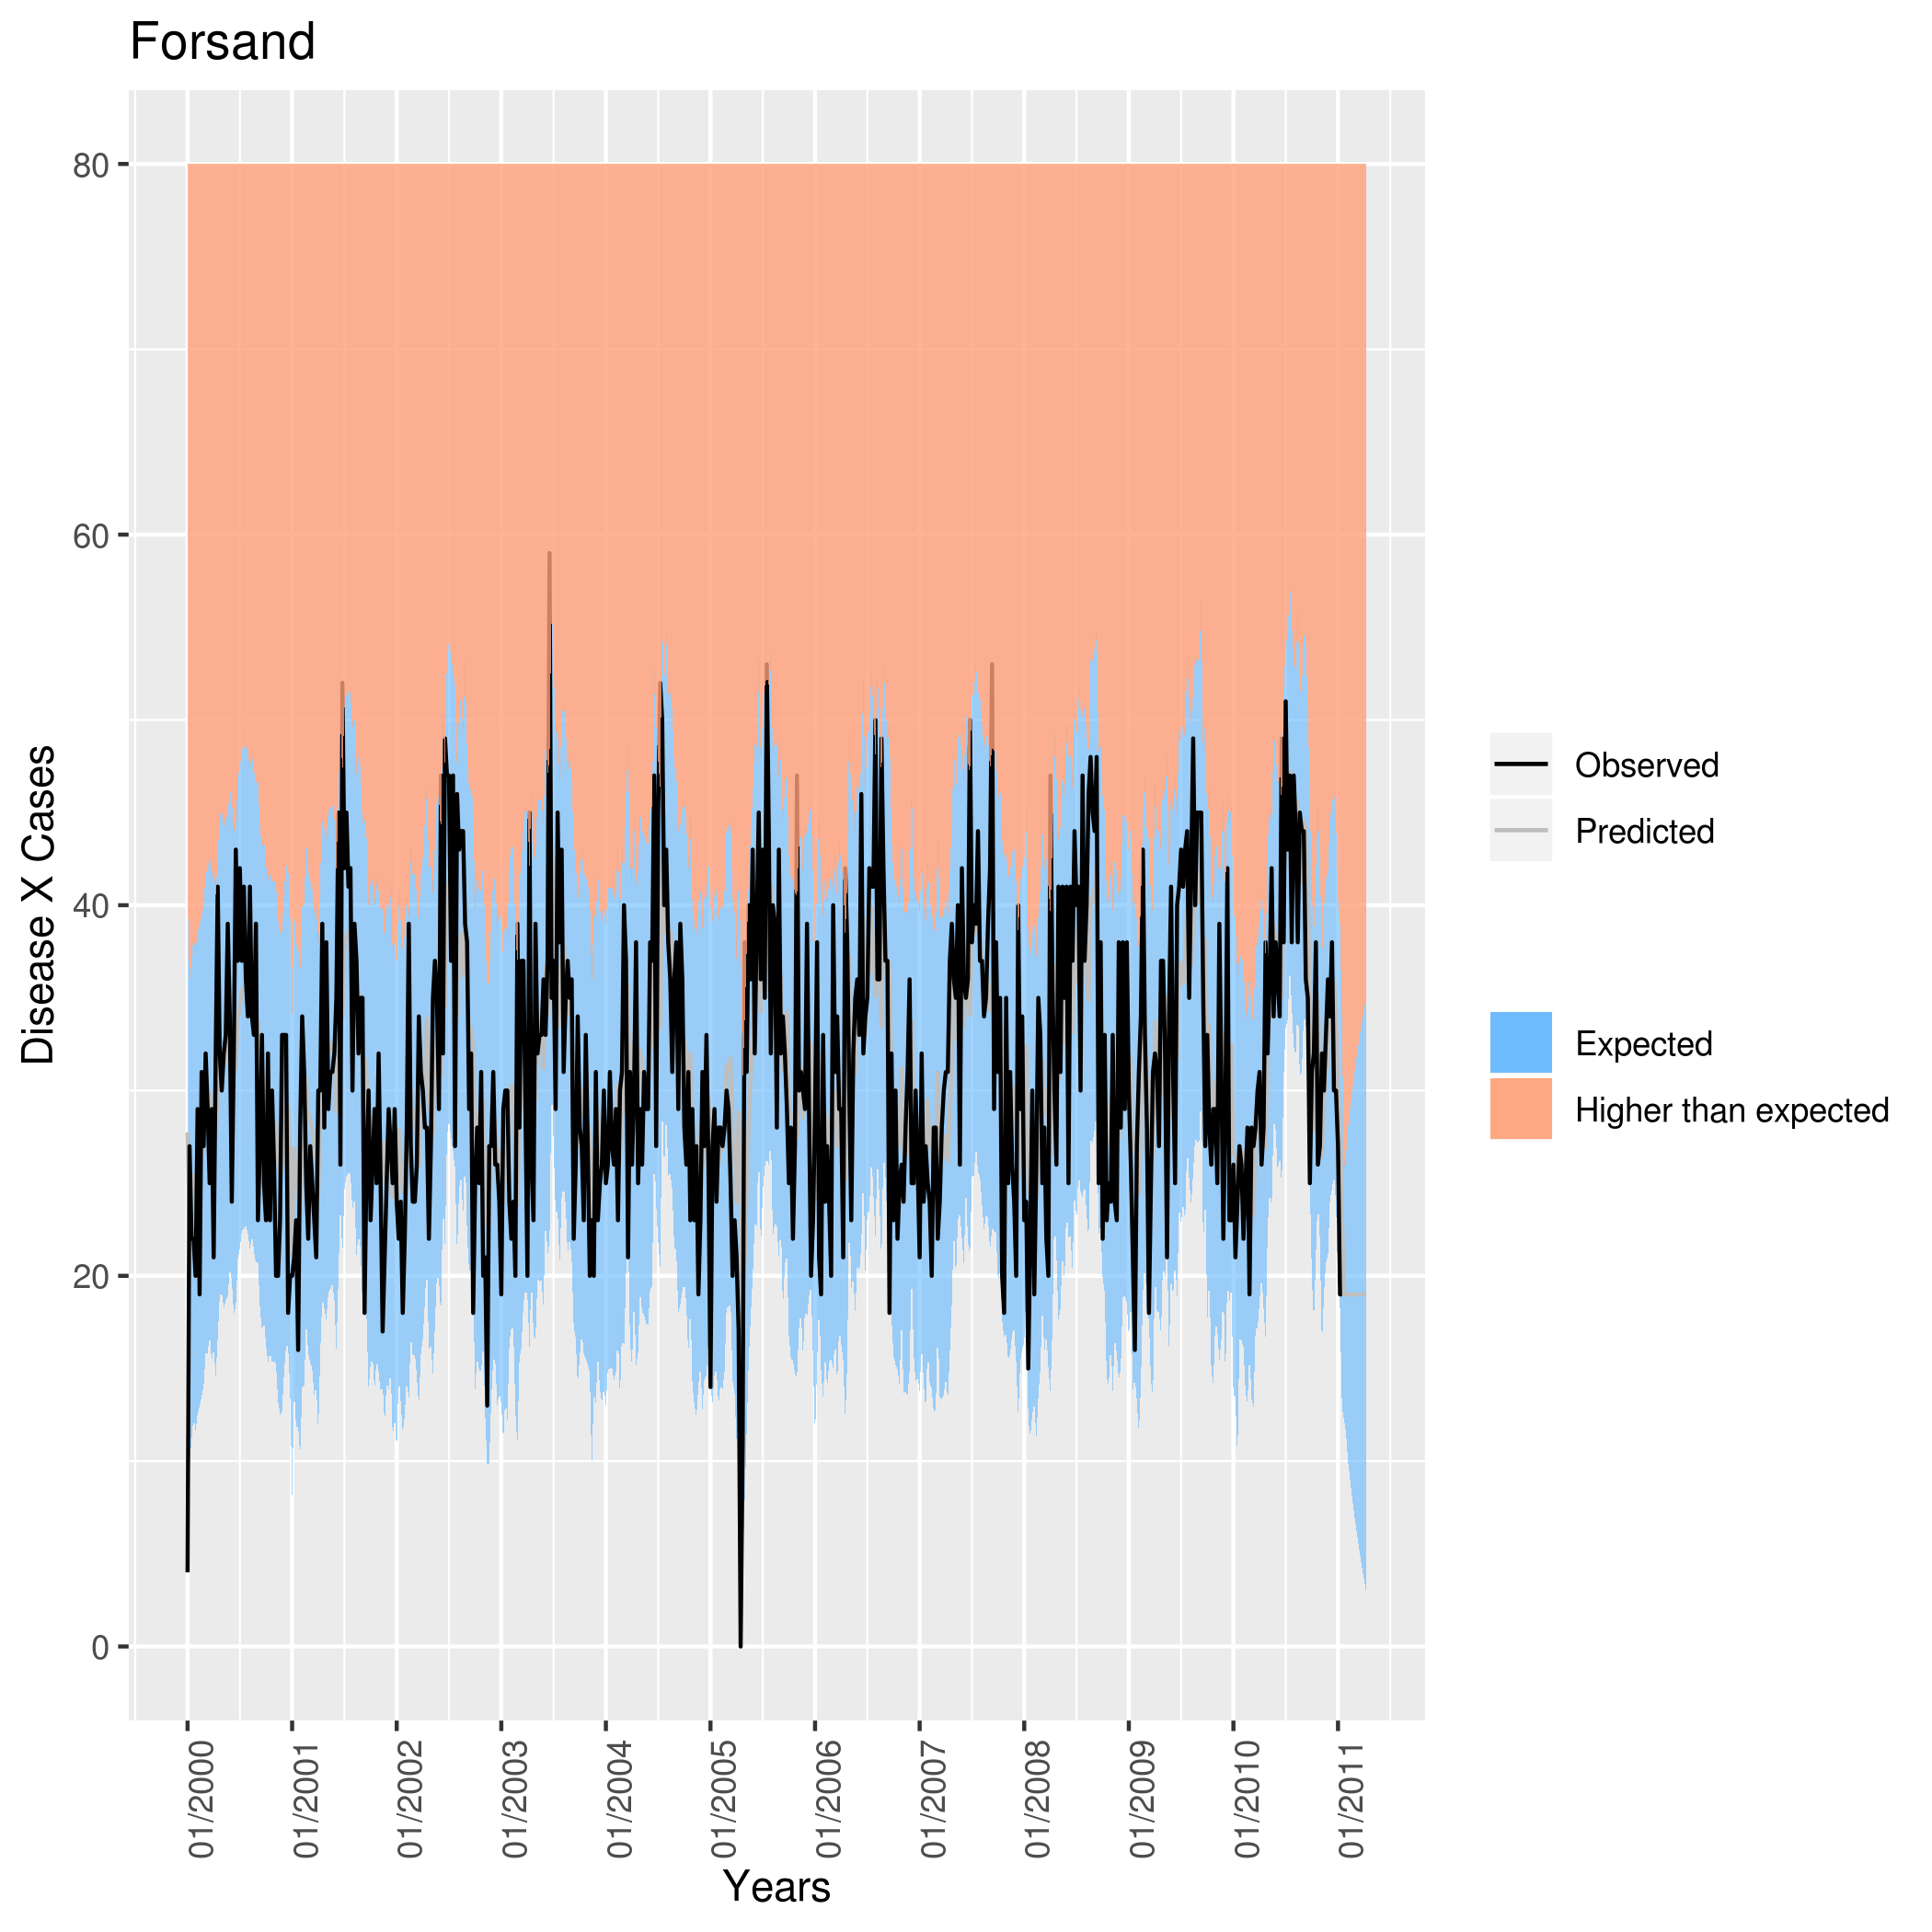 Forsand
Disease X Cases
80
60
40
20
0
01/2000
01/2001
01/2002
01/2003
01/2004
01/2005
01/2006
01/2007
01/2008
01/2009
01/2010
01/2011
Years
Observed
Predicted
Expected
Higher than expected